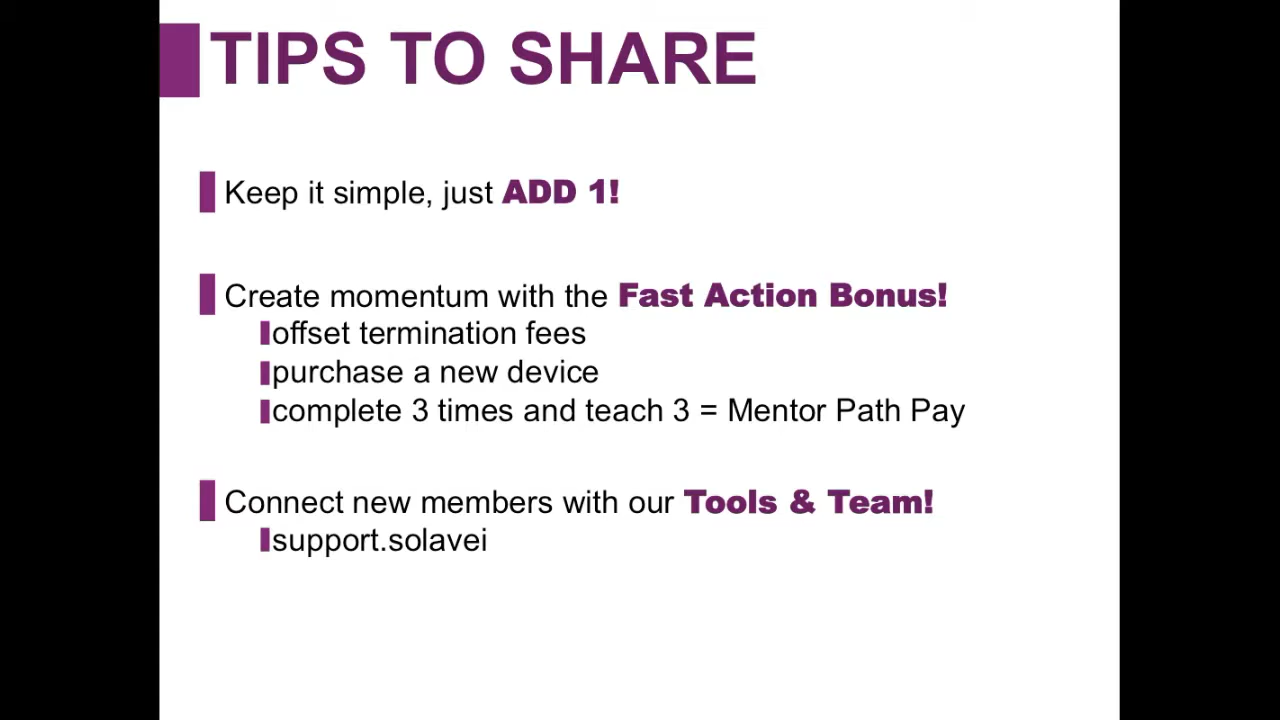 TIPS TO SHARE
Keep it simple, just ADD 1!
Create momentum with the Fast Action Bonus!
offset termination fees
purchase a new device
complete 3 times and teach 3 = Mentor Path Pay
Connect new members with our Tools & Team!
support.solavei